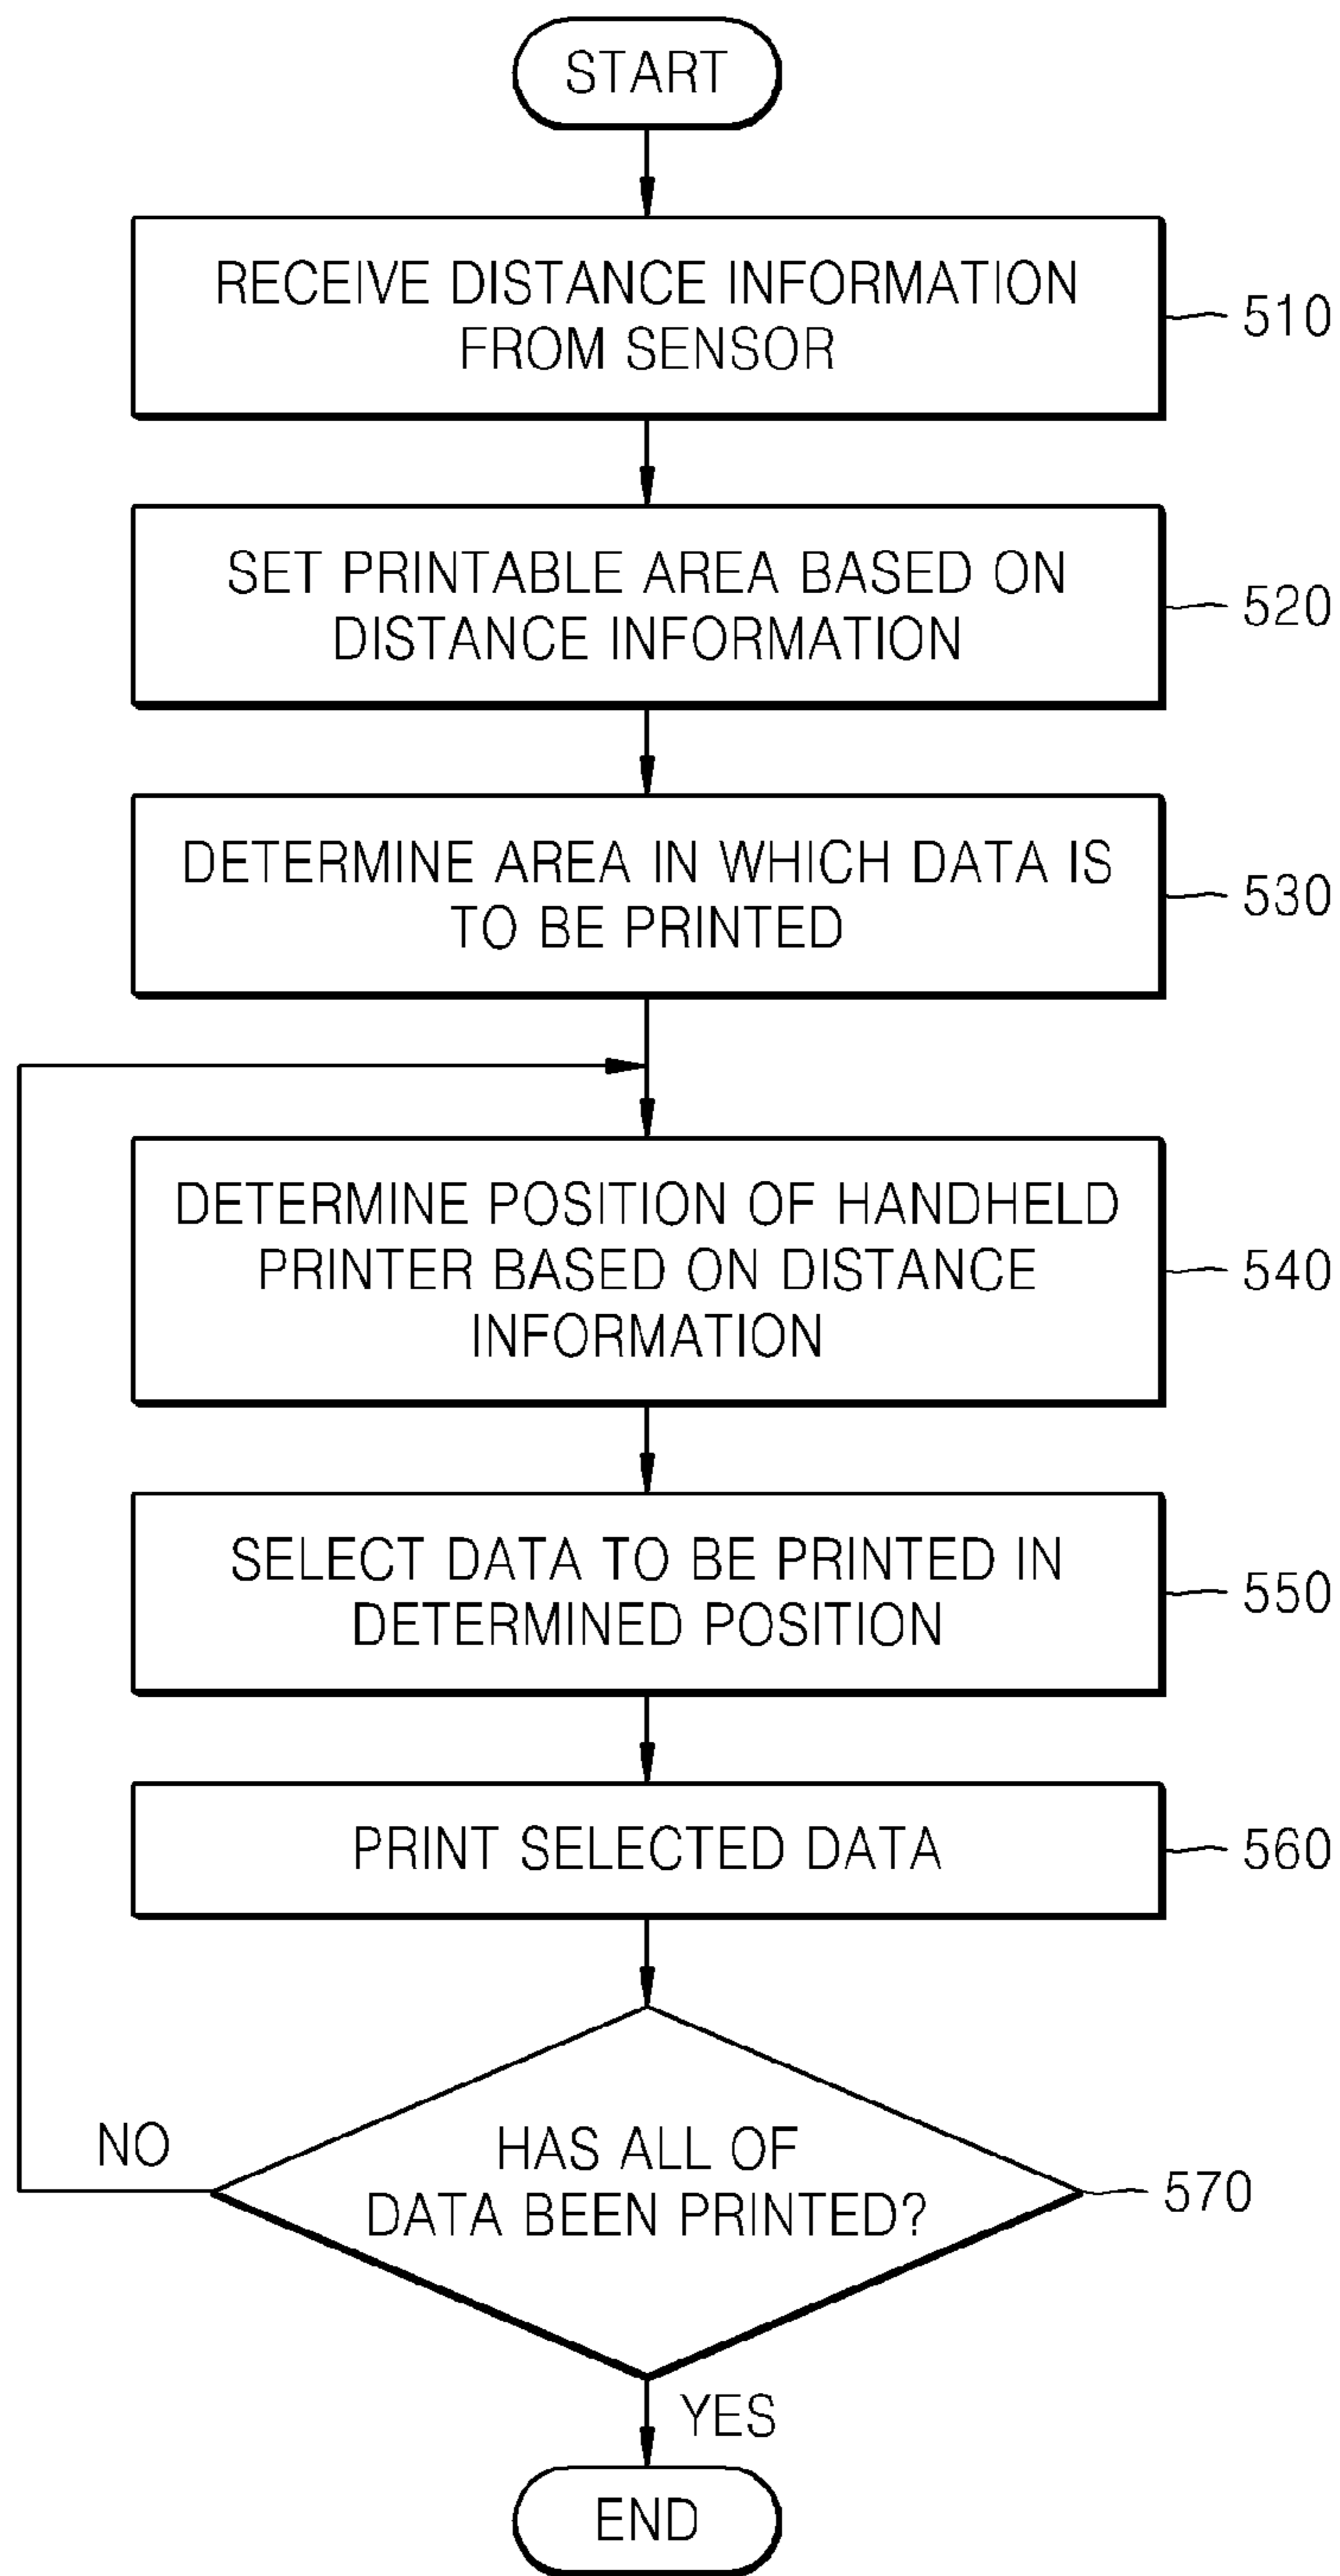 START
RECEIVE DISTANCE INFORMATION
FROM SENSOR
510
SET PRINTABLE AREA BASED ON
DISTANCE INFORMATION
520
DETERMINE AREA IN WHICH DATA IS
TO BE PRINTED
530
DETERMINE POSITION OF HANDHELD
PRINTER BASED ON DISTANCE
INFORMATION
540
SELECT DATA TO BE PRINTED IN
DETERMINED POSITION
550
PRINT SELECTED DATA
560
NO
HAS ALL OF
DATA BEEN PRINTED?
570
YES
END